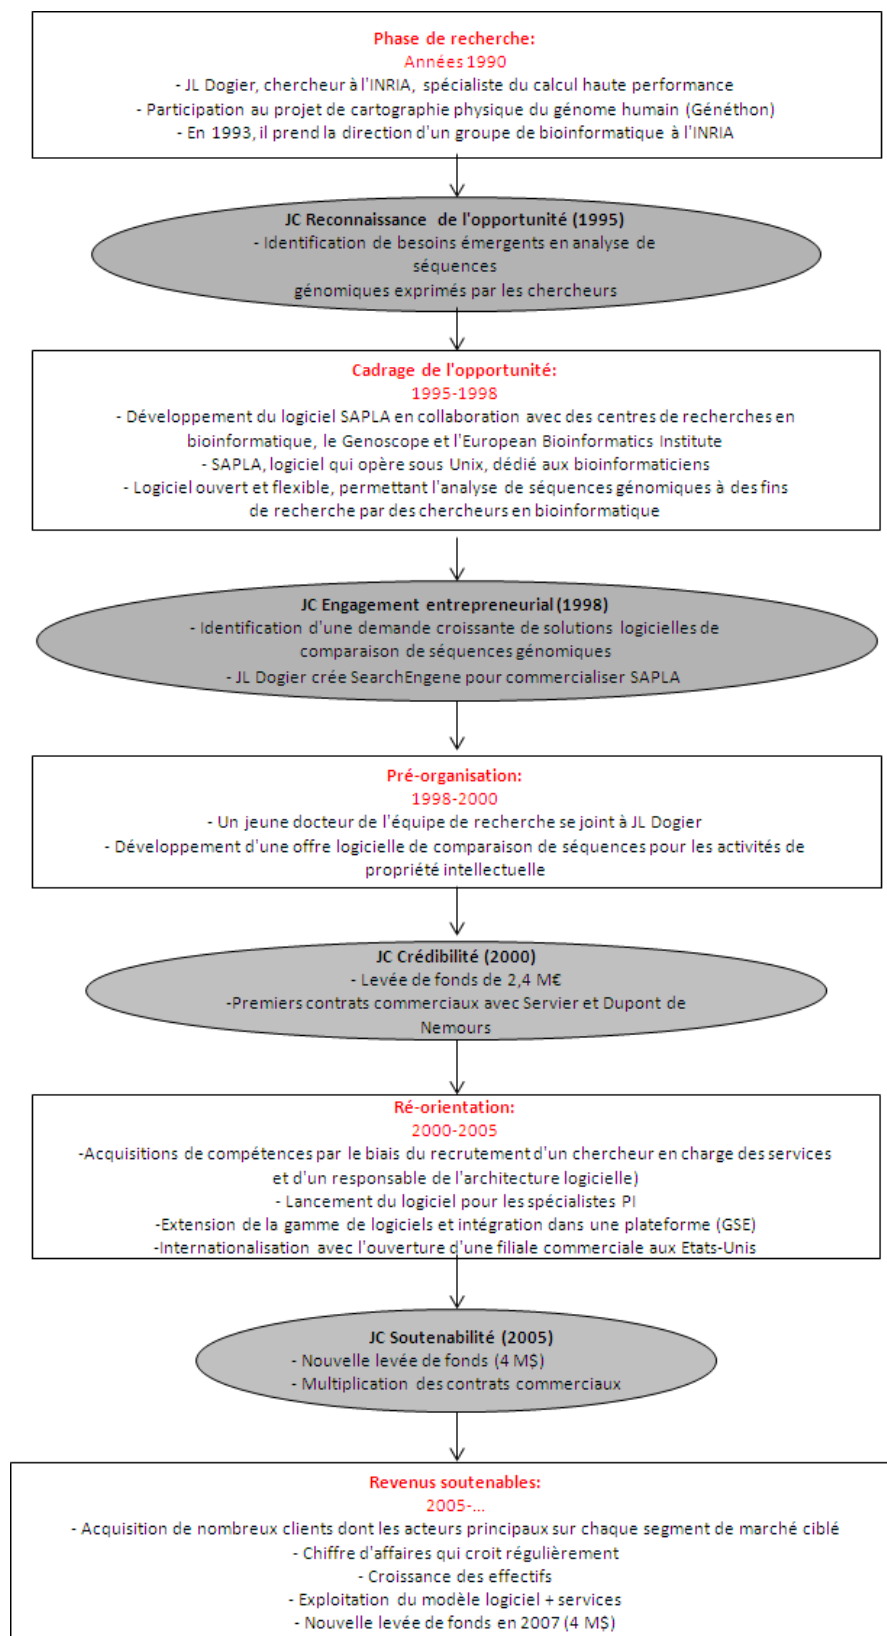 Phase de recherche:
Années 1990
- JL Dogier, chercheur à l'INRIA, spécialiste du calcul haute performance
- Participation au projet de cartographie physique du génome humain (Généthon)
- En 1993, il prend la direction d'un groupe de bioinformatique à l'INRIA
JC Reconnaissance de l'opportunité (1995)
- Identification de besoins émergents en analyse de
séquences
génomiques exprimés par les chercheurs
Cadrage de l'opportunité:
1995-1998
- Développement du logiciel SAPLA en collaboration avec des centres de recherches en
bioinformatique, le Genoscope et l'European Bioinformatics Institute
- SAPLA, logiciel qui opère sous Unix, dédié aux bioinformaticiens
- Logiciel ouvert et flexible, permettant l'analyse de séquences génomiques à des fins
de recherche par des chercheurs en bioinformatique
JC Engagement entrepreneurial (1998)
- Identification d'une demande croissante de solutions logicielles de
comparaison de séquences génomiques
- JL Dogier crée SearchEngene pour commercialiser SAPLA
Pré-organisation:
1998-2000
- Un jeune docteur de l'équipe de recherche se joint à JL Dogier
- Développement d'une offre logicielle de comparaison de séquences pour les activités de
propriété intellectuelle
JC Crédibilité (2000)
- Levée de fonds de 2,4 M€
-Premiers contrats commerciaux avec Servier et Dupont de
Nemours
Ré-orientation:
2000-2005
-Acquisitions de compétences par le biais du recrutement d'un chercheur en charge des services
et d'un responsable de l'architecture logicielle)
- Lancement du logiciel pour les spécialistes PI
-Extension de la gamme de logiciels et intégration dans une plateforme (GSE)
-Internationalisation avec l'ouverture d'une filiale commerciale aux Etats-Unis
JC Soutenabilité (2005)
- Nouvelle levée de fonds (4 M$)
- Multiplication des contrats commerciaux
Revenus soutenables:
2005-...
- Acquisition de nombreux clients dont les acteurs principaux sur chaque segment de marché ciblé
- Chiffre d'affaires qui croit régulièrement
- Croissance des effectifs
- Exploitation du modèle logiciel + services
- Nouvelle levée de fonds en 2007 (4 M$)